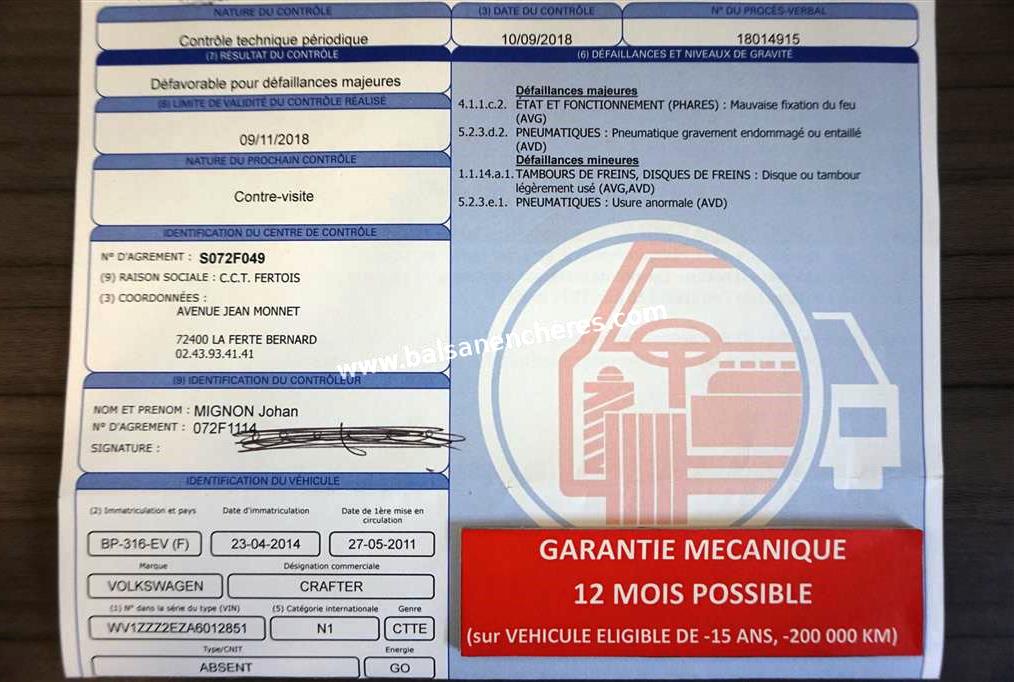 NATURE DU CONTRÔLE
(3) DATE DU CONTRÔLE
N° DU PROCÈS-VERBAL
Contrôle technique périodique
10/09/2018
18014915
(7) RÉSULTAT DU CONTRÔLE
(6) DÉFAILLANCES ET NIVEAUX DE GRAVITÉ
Défavorable pour défaillances majeures
(8) LIMITE DE VALIDITÉ DU CONTRÔLE RÉALISÉ
09/11/2018
NATURE DU PROCHAIN CONTRÔLE
Contre-visite
Défaillances majeures
4.1.1.c.2. ÉTAT ET FONCTIONNEMENT (PHARES) : Mauvaise fixation du feu
(AVG)
5.2.3.d.2. PNEUMATIQUES : Pneumatique gravement endommagé ou entaillé
(AVD)
Défaillances mineures
1.1.14.a.1. TAMBOURS DE FREINS, DISQUES DE FREINS : Disque ou tambour
légèrement usé (AVG,AVD)
5.2.3.e.1. PNEUMATIQUES : Usure anormale (AVD)
IDENTIFICATION DU CENTRE DE CONTRÔLE
N° D'AGREMENT : S072F049
(9) RAISON SOCIALE : C.C.T. FERTOIS
(3) COORDONNÉES :
AVENUE JEAN MONNET
72400 LA FERTE BERNARD
02.43.93.41.41
www.balsanencheres.com
(9) IDENTIFICATION DU CONTRÔLEUR
NOM ET PRENOM : MIGNON Johan
N° D'AGREMENT : 072F1114
SIGNATURE :
IDENTIFICATION DU VÉHICULE
(2) Immatriculation et pays
Date d'immatriculation
Date de 1ère mise en
circulation
BP-316-EV (F)
23-04-2014
27-05-2011
Marque
Désignation commerciale
VOLKSWAGEN
CRAFTER
(1) N° dans la série du type (VIN)
(5) Catégorie internationale
Genre
WV1ZZZ2EZA6012851
N1
CTTE
Type/CNIT
Energie
ABSENT
GO
GARANTIE MECANIQUE
12 MOIS POSSIBLE
(sur VEHICULE ELIGIBLE DE -15 ANS, -200 000 KM)